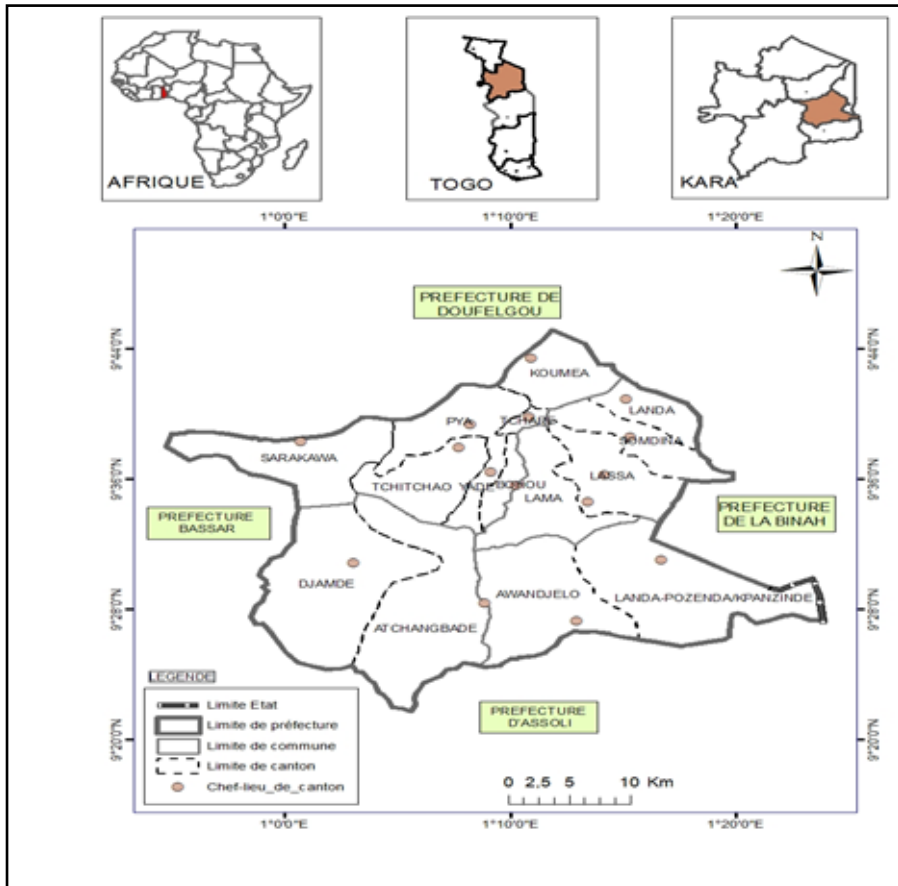 AFRIQUE
TOGO
KARA
1°0'0"E
1°10'0"E
1°20'0"E
N
PREFECTURE DE
DOUFELGOU
9°44'0"N
9°44'0"N
KOUMEA
LANDA
PYA
TCHARE
SUMDINA
SARAKAWA
9°36'0"N
9°36'0"N
TCHITCHAO
YADE
BOHOU
LAMA
LASSA
PREFECTURE
BASSAR
PREFECTURE
DE LA BINAH
DJAMDE
AWANDJELO
LANDA-POZENDA/KPANZINDE
9°28'0"N
9°28'0"N
ATCHANGBADE
LEGENDE
Limite Etat
Limite de préfecture
Limite de commune
Limite de canton
Chef-lieu_de_canton
PREFECTURE
D'ASSOLI
9°20'0"N
9°20'0"N
0 2.5 5 10 Km
1°0'0"E
1°10'0"E
1°20'0"E